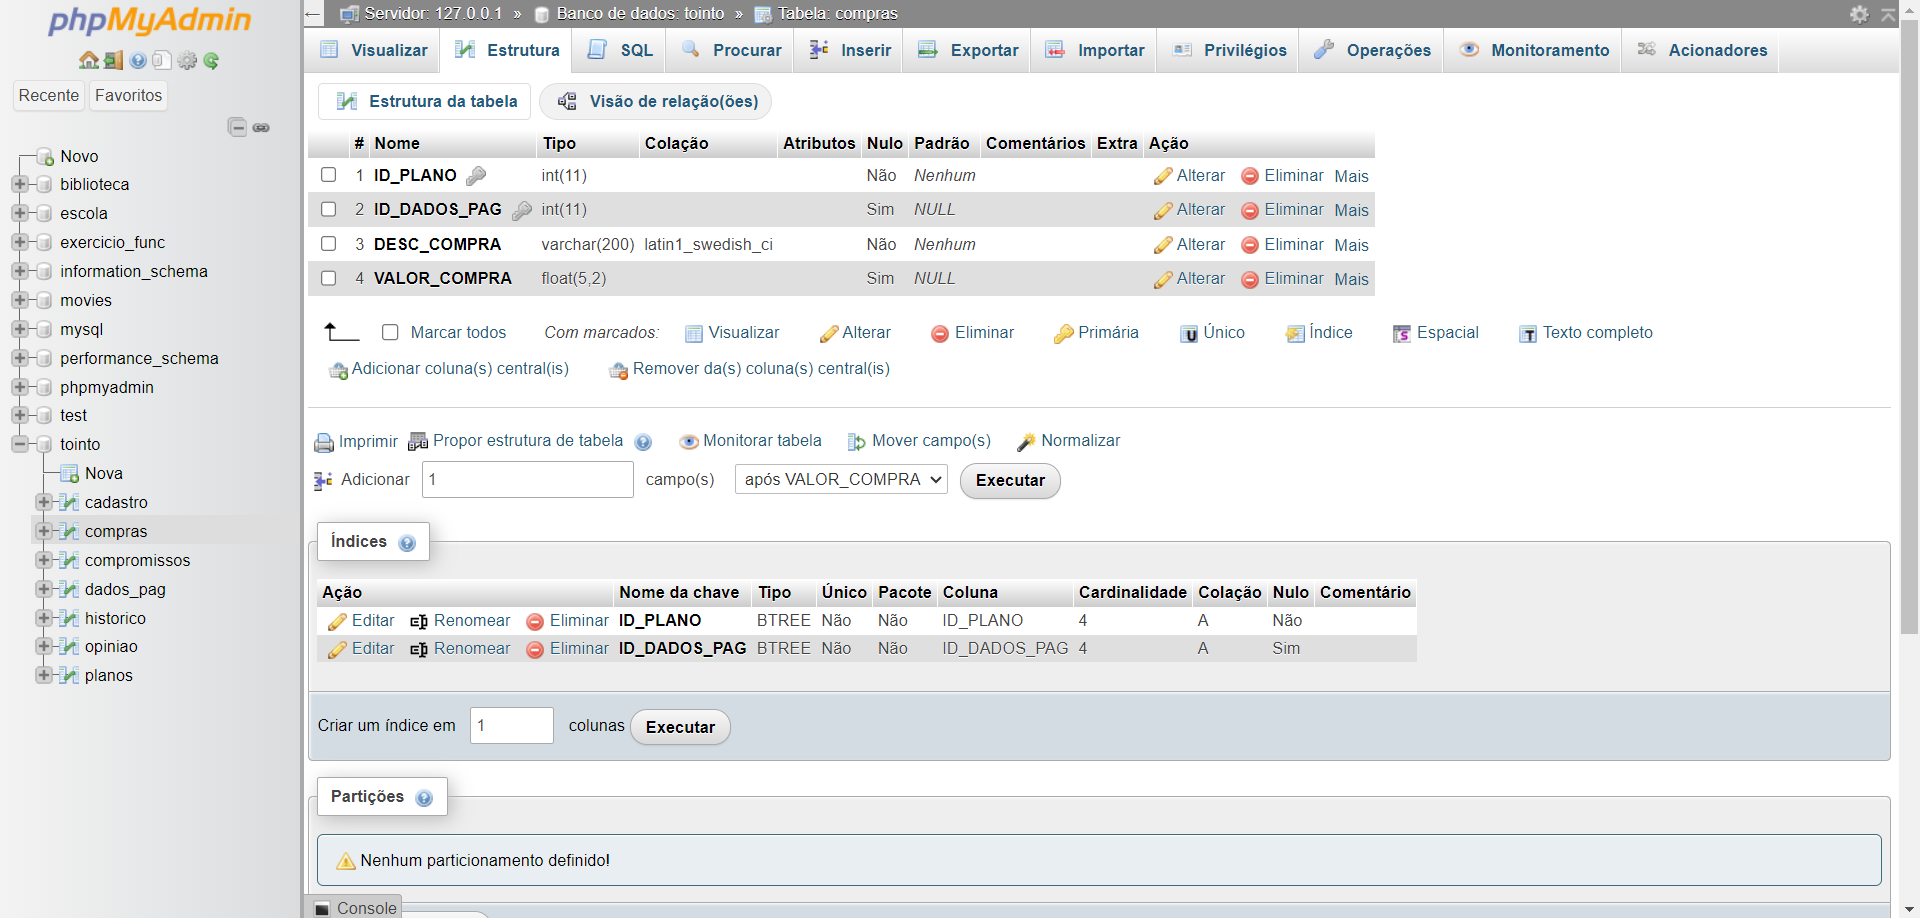 phpMyAdmin
Recente Favoritos
Novo
biblioteca
escola
exercicio_func
information_schema
movies
mysql
performance_schema
phpmyadmin
test
tointo
Nova
cadastro
compras
compromissos
dados_pag
historico
opiniao
planos
Servidor: 127.0.0.1 » Banco de dados: tointo » Tabela: compras
Visualizar Estrutura SQL Procurar Inserir Exportar Importar Privilégios Operações Monitoramento Acionadores
Estrutura da tabela Visão de relação(ões)
# Nome Tipo Colação Atributos Nulo Padrão Comentários Extra Ação
1 ID_PLANO int(11) Não Nenhum Alterar Eliminar Mais
2 ID_DADOS_PAG int(11) Sim NULL Alterar Eliminar Mais
3 DESC_COMPRA varchar(200) latin1_swedish_ci Não Nenhum Alterar Eliminar Mais
4 VALOR_COMPRA float(5,2) Sim NULL Alterar Eliminar Mais
Marcar todos Com marcados: Visualizar Alterar Eliminar Primária Único Índice Espacial Texto completo
Adicionar coluna(s) central(is) Remover da(s) coluna(s) central(is)
Imprimir Propor estrutura de tabela Monitorar tabela Mover campo(s) Normalizar
Adicionar 1 campo(s) após VALOR_COMPRA Executar
Índices
Ação Nome da chave Tipo Único Pacote Coluna Cardinalidade Colação Nulo Comentário
Editar Renomear Eliminar ID_PLANO BTREE Não Não ID_PLANO 4 A Não
Editar Renomear Eliminar ID_DADOS_PAG BTREE Não Não ID_DADOS_PAG 4 A Sim
Criar um índice em 1 colunas Executar
Partições
Nenhum particionamento definido!
Console